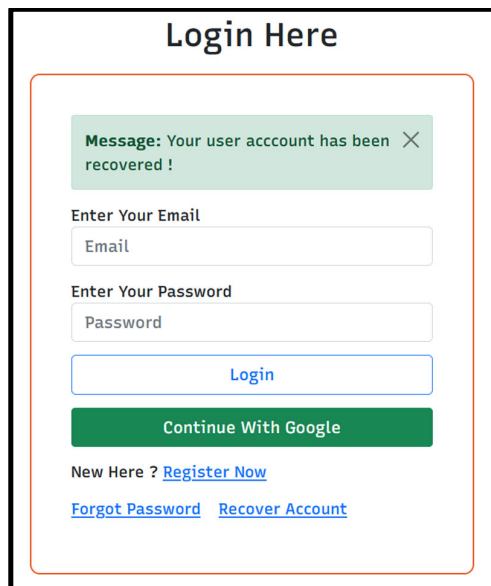 Login Here
Message: Your user acccount has been
recovered !
Enter Your Email
Email
Enter Your Password
Password
Login
Continue With Google
New Here ? Register Now
Forgot Password Recover Account